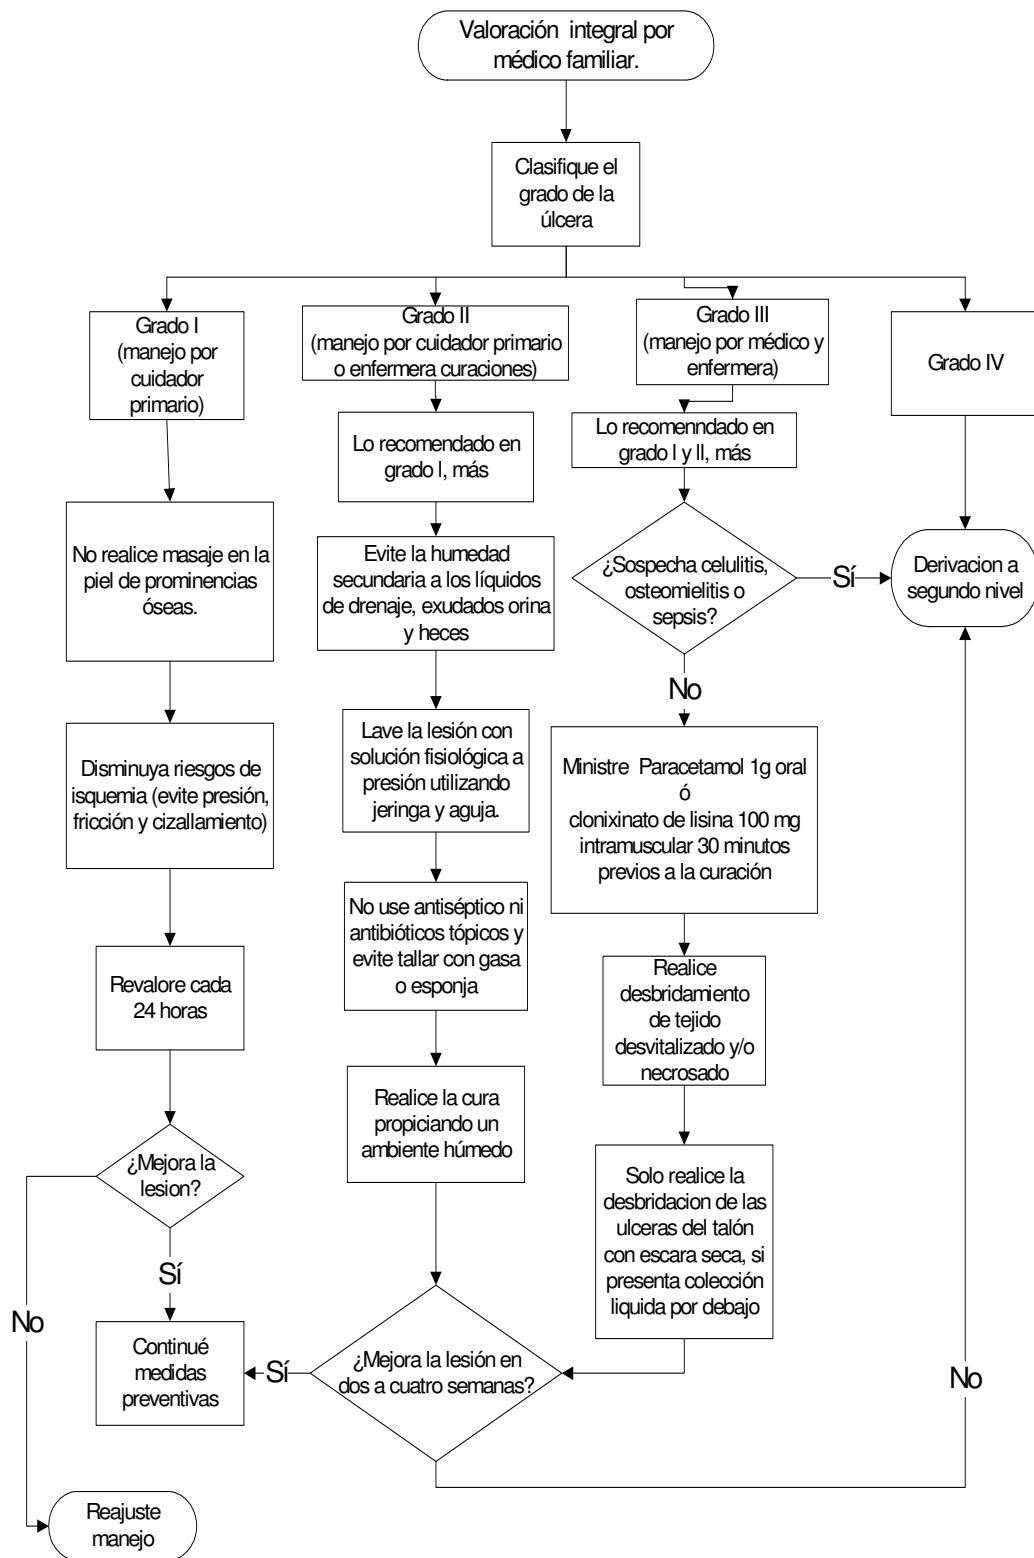 Valoración integral por
médico familiar.
Clasifique el
grado de la
úlcera
Grado I
(manejo por
cuidador
primario)
No realice masaje en la
piel de prominencias
óseas.
Disminuya riesgos de
isquemia (evite presión,
fricción y cizallamiento)
Revalore cada
24 horas
¿Mejora la
lesion?
Sí
No
Continué
medidas
preventivas
Reajuste
manejo
Grado II
(manejo por cuidador primario
o enfermera curaciones)
Lo recomendado en
grado I, más
Evite la humedad
secundaria a los líquidos
de drenaje, exudados orina
y heces
Lave la lesión con
solución fisiológica a
presión utilizando
jeringa y aguja.
No use antiséptico ni
antibióticos tópicos y
evite tallar con gasa
o esponja
Realice la cura
propiciando un
ambiente húmedo
¿Mejora la lesión en
dos a cuatro semanas?
Sí
No
Grado III
(manejo por médico y
enfermera)
Lo recomenndado en
grado I y II, más
¿Sospecha celulitis,
osteomielitis o
sepsis?
Sí
No
Ministre Paracetamol 1g oral
ó
clonixinato de lisina 100 mg
intramuscular 30 minutos
previos a la curación
Realice
desbridamiento
de tejido
desvitalizado y/o
necrosado
Solo realice la
desbridacion de las
ulceras del talón
con escara seca, si
presenta colección
liquida por debajo
Grado IV
Derivacion a
segundo nivel